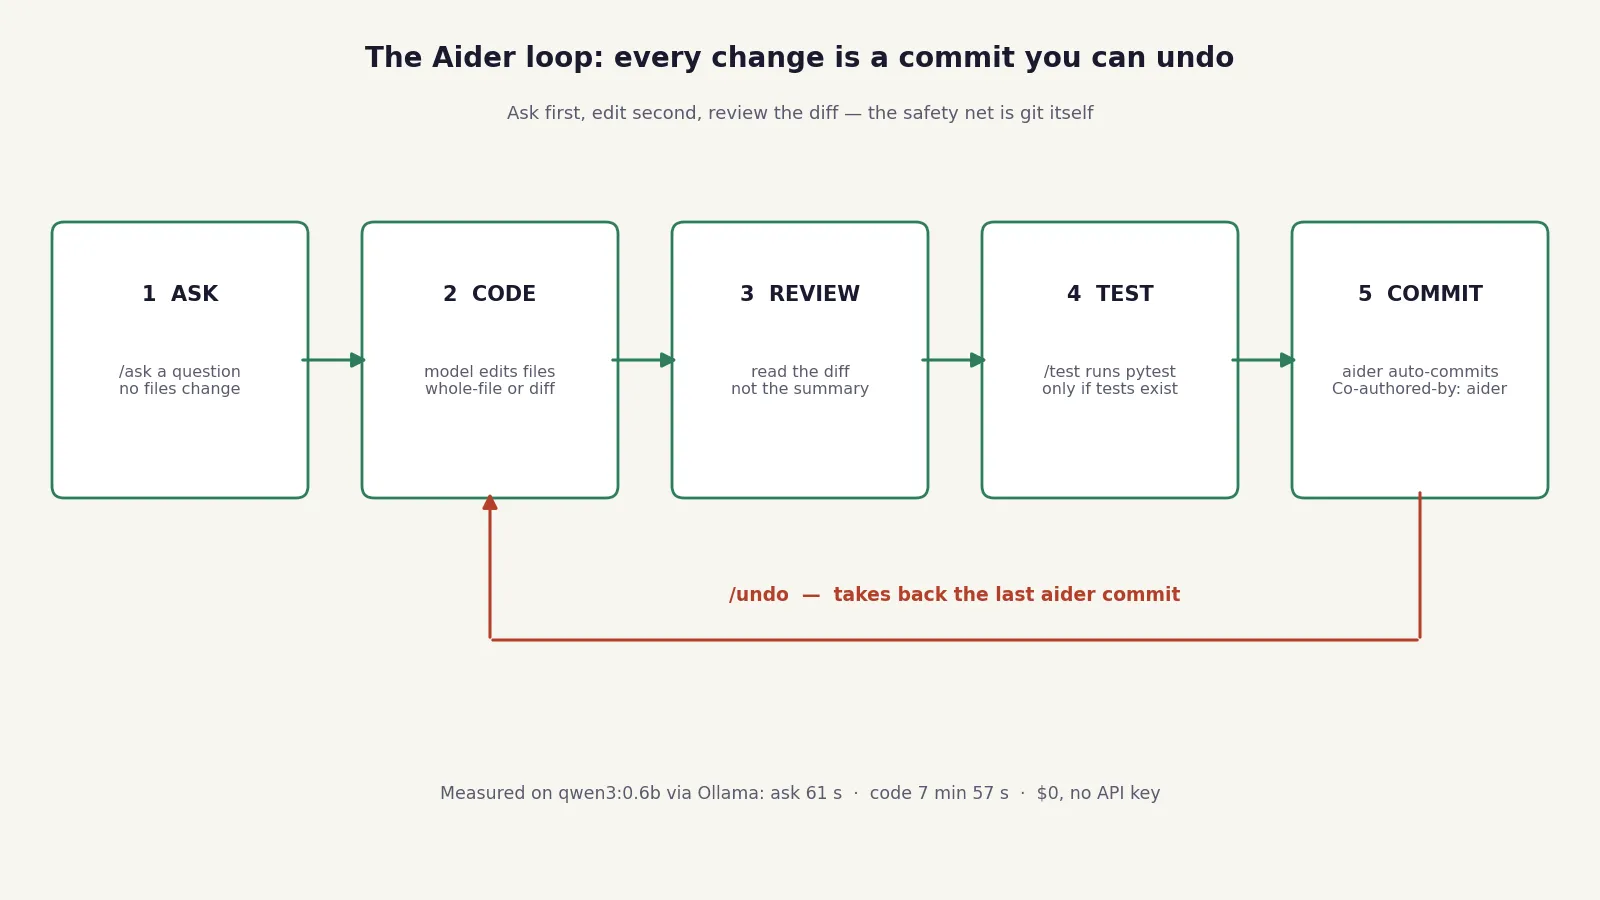 The Aider loop: every change is a commit you can undo
Ask first, edit second, review the diff — the safety net is git itself
1 ASK
/ask a question
no files change
2 CODE
model edits files
whole-file or diff
3 REVIEW
read the diff
not the summary
4 TEST
/test runs pytest
only if tests exist
5 COMMIT
aider auto-commits
Co-authored-by: aider
/undo — takes back the last aider commit
Measured on qwen3:0.6b via Ollama: ask 61 s · code 7 min 57 s · $0, no API key